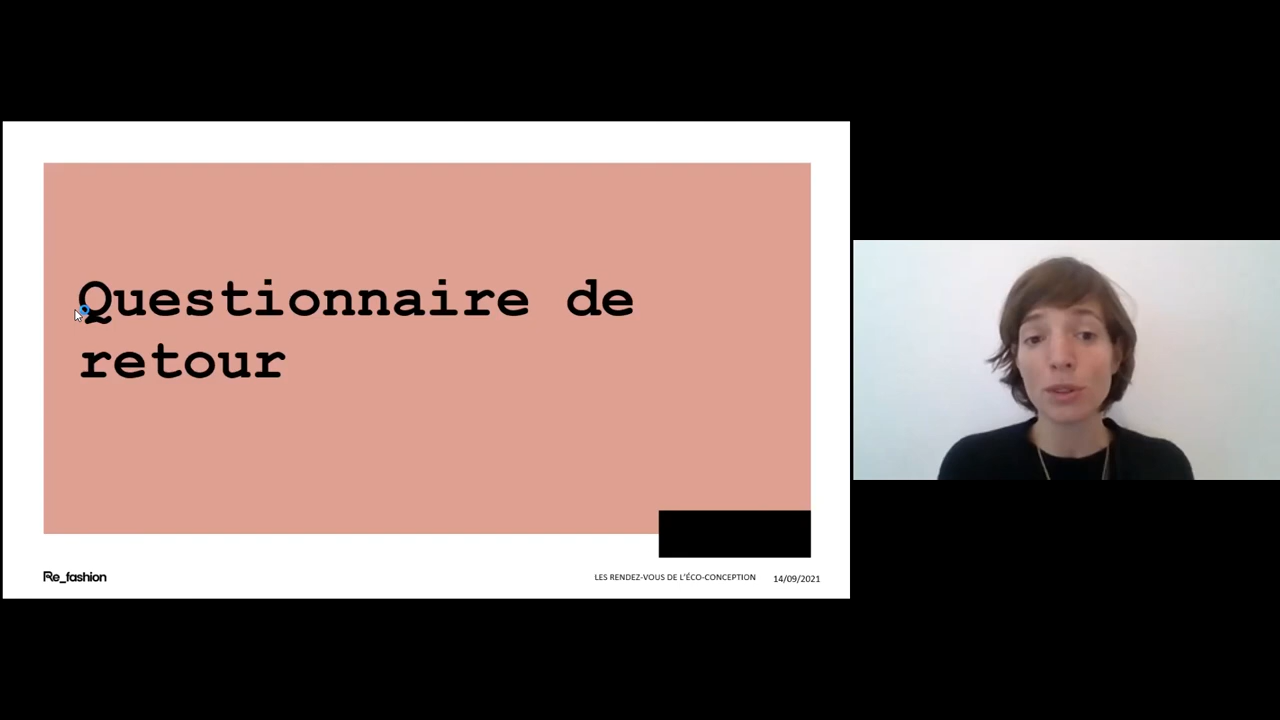 Questionnaire de
retour
Re_fashion
LES RENDEZ-VOUS DE L'ÉCO-CONCEPTION
14/09/2021